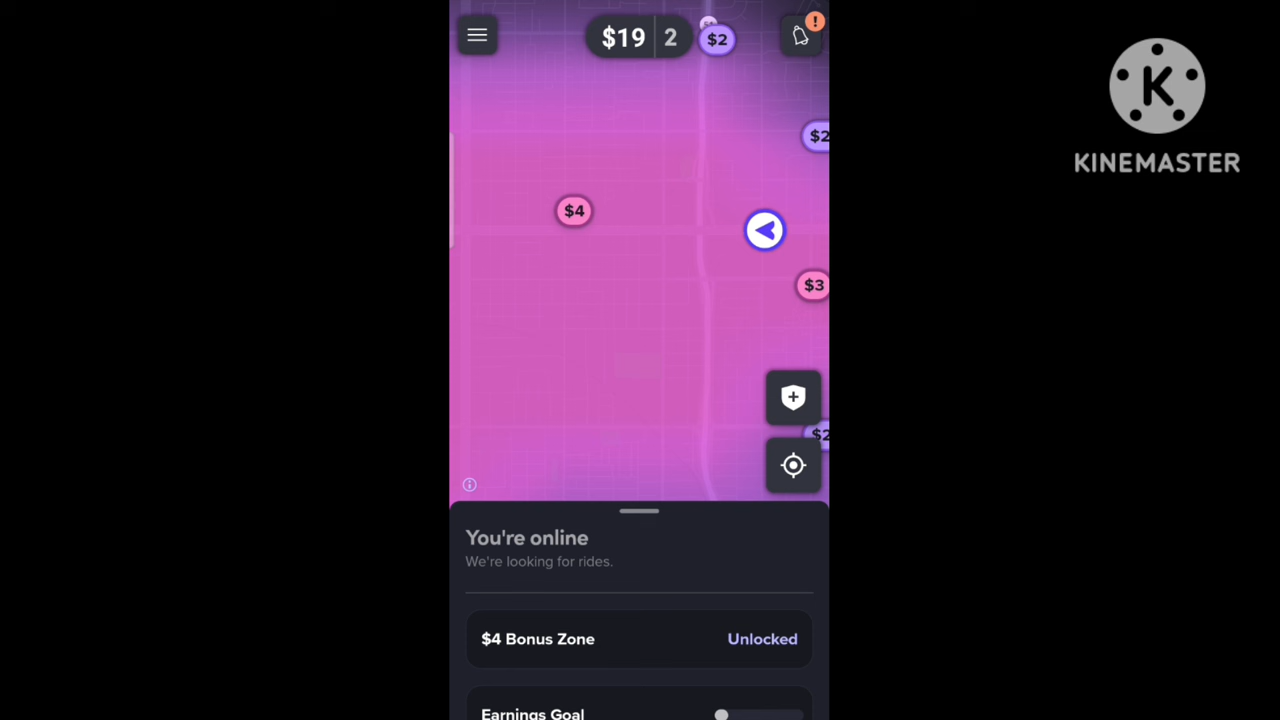 $19 2
$2
$2
$4
$3
$2
You're online
We're looking for rides.
$4 Bonus Zone Unlocked
Earnings Goal
K
KINEMASTER